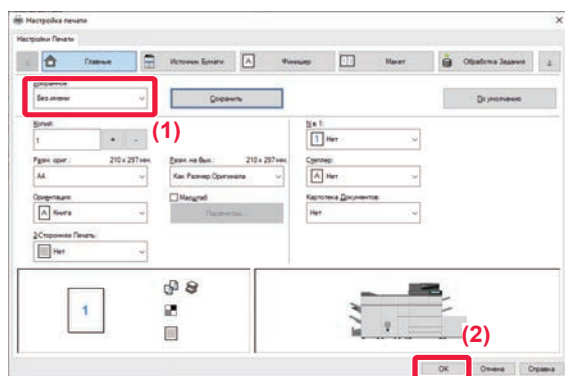 Настройка печати
Настройки Печати
Главные
Источник Бумаги
Финишер
Макет
Обработка Задания
Избранное:
Без имени
Сохранить
По умолчанию
(1)
Копий:
1
+
-
N в 1:
1 Нет
Разм. ориг.: 210 x 297 мм.
Разм. на Вых.: 210 x 297 мм.
Степлер:
A4
Как Размер Оригинала
Нет
Ориентация:
Масштаб
Картотека Документов:
Книга
Параметры...
Нет
2-Сторонняя Печать:
Нет
1
(2)
OK
Отмена
Справка